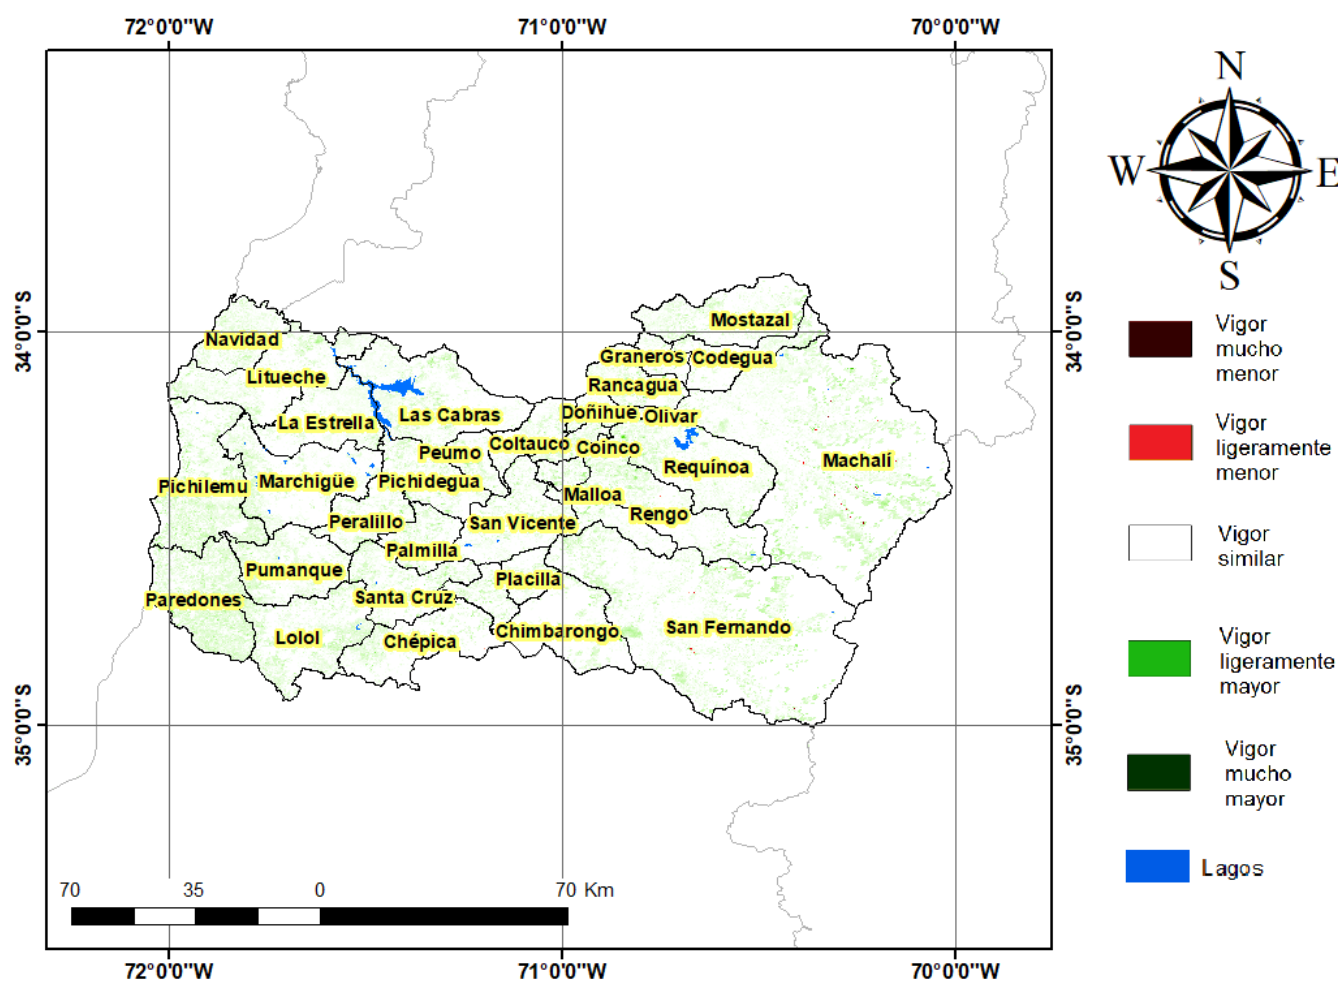 72°0'0"W
71°0'0"W
70°0'0"W
34°0'0"S
34°0'0"S
35°0'0"S
35°0'0"S
N
W
E
S
Mostazal
Navidad
Graneros
Codegua
Litueche
Rancagua
La Estrella
Las Cabras
Doñihue
Olivar
Coltauco
Coinco
Peumo
Requínoa
Machalí
Pichilemu
Marchigüe
Pichidegua
Malloa
Rengo
Peralillo
San Vicente
Palmilla
Pumanque
Placilla
Paredones
Santa Cruz
Lolol
Chépica
Chimbarongo
San Fernando
Vigor
mucho
menor
Vigor
ligeramente
menor
Vigor
similar
Vigor
ligeramente
mayor
Vigor
mucho
mayor
Lagos
70
35
0
70 Km
72°0'0"W
71°0'0"W
70°0'0"W